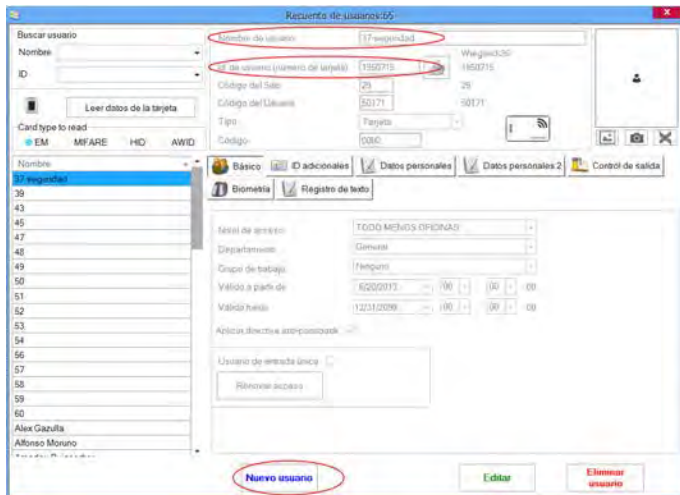 Recuento de usuarios:65
Buscar usuario
Nombre
ID
Leer datos de la tarjeta
Card type to read
EM MIFARE HID AWID
Nombre
37-seguridad
39
43
45
47
48
49
50
51
52
53
54
56
57
58
59
60
Alex Gazulla
Alfonso Moruno
Nombre de usuario 37-seguridad
Id. de usuario (número de tarjeta) 1950715 1950715
Wiegand26
Código del Sitio 29 29
Código del Usuario 50171 50171
Tipo Tarjeta
Código 0000
Básico ID adicionales Datos personales Datos personales 2 Control de salida
Biometría Registro de texto
Nivel de acceso TODO MENOS OFICINAS
Departamento General
Grupo de trabajo Ninguno
Válido a partir de 6/20/2013 00 00 00
Válido hasta 12/31/2099 00 00 00
Aplicar directiva anti-passback
Usuario de entrada única
Renovar acceso
Nuevo usuario Editar Eliminar usuario